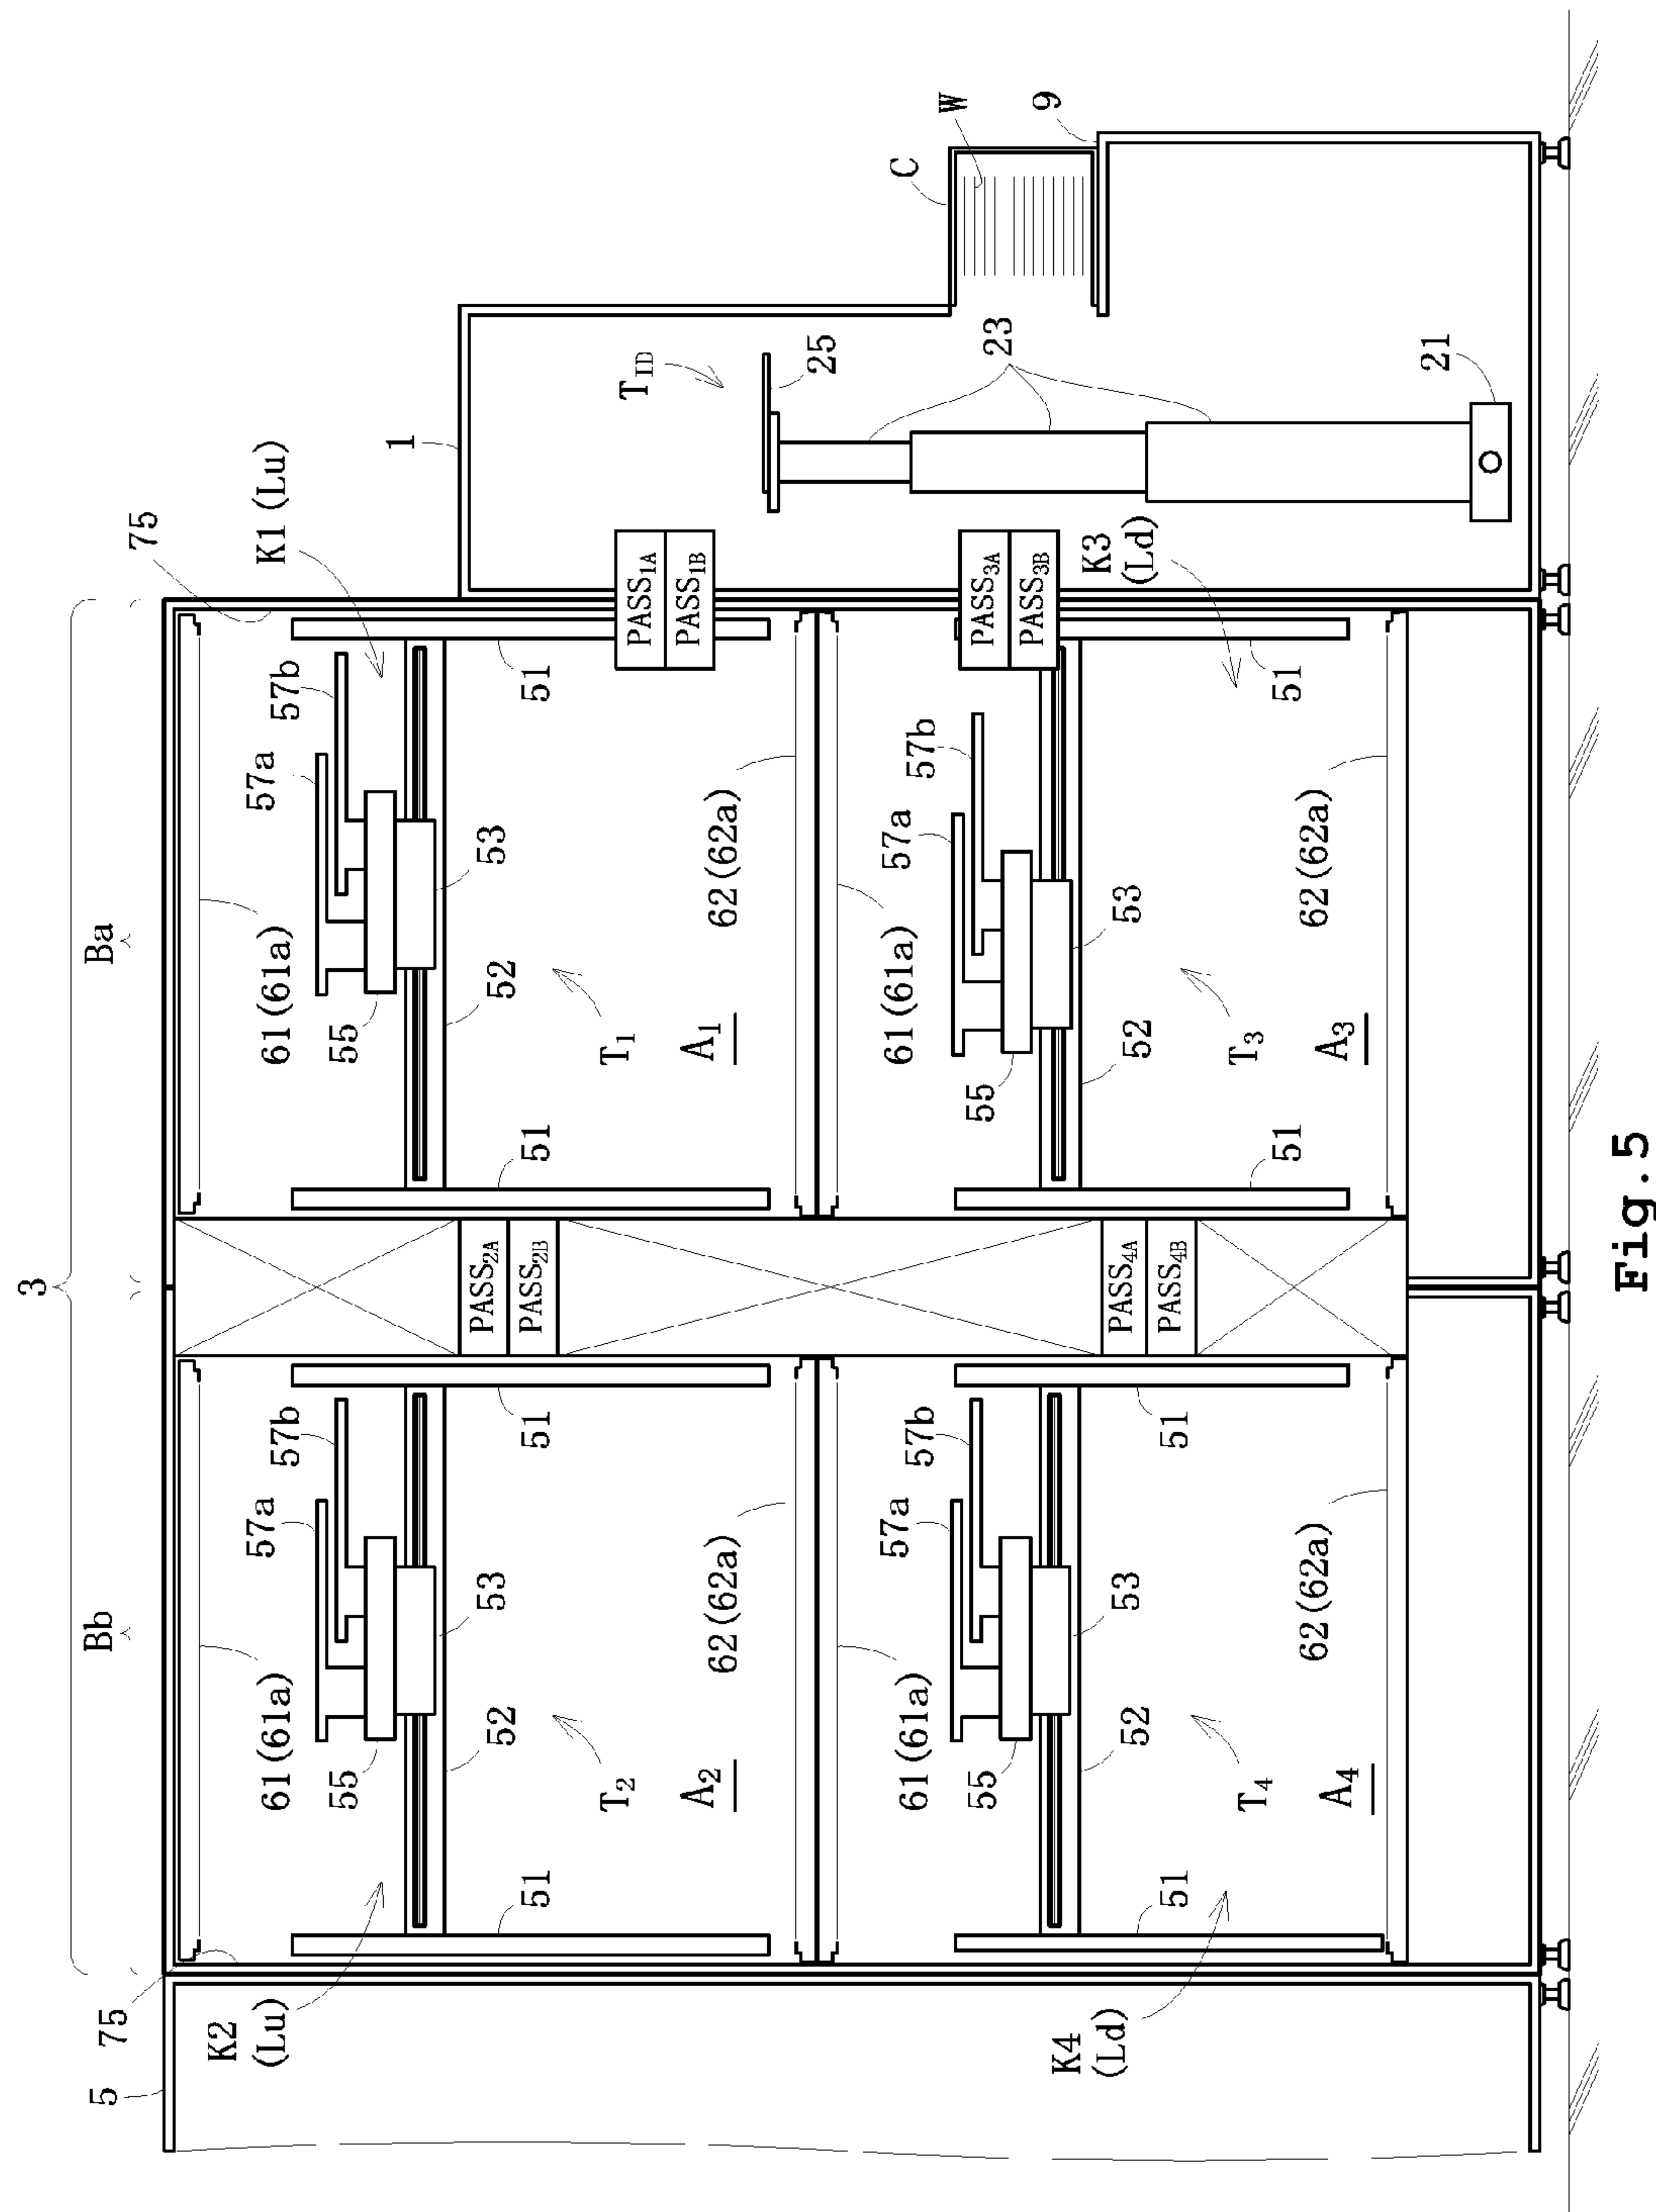 3
Bb
Ba
5
75
75
K2
(Lu)
K1(Lu)
61(61a)
57a
57b
61(61a)
57a
57b
55
55
1
53
53
52
52
PASS2A
PASS2B
51
51
51
51
T2
T1
TID
PASS1A
PASS1B
A2
A1
62(62a)
62(62a)
25
C
W
61(61a)
57a
57b
61(61a)
57a
57b
55
55
PASS3A
PASS3B
23
9
K4
(Ld)
K3
(Ld)
53
53
52
52
PASS4A
PASS4B
51
51
51
51
T4
T3
A4
A3
62(62a)
62(62a)
21
Fig.5